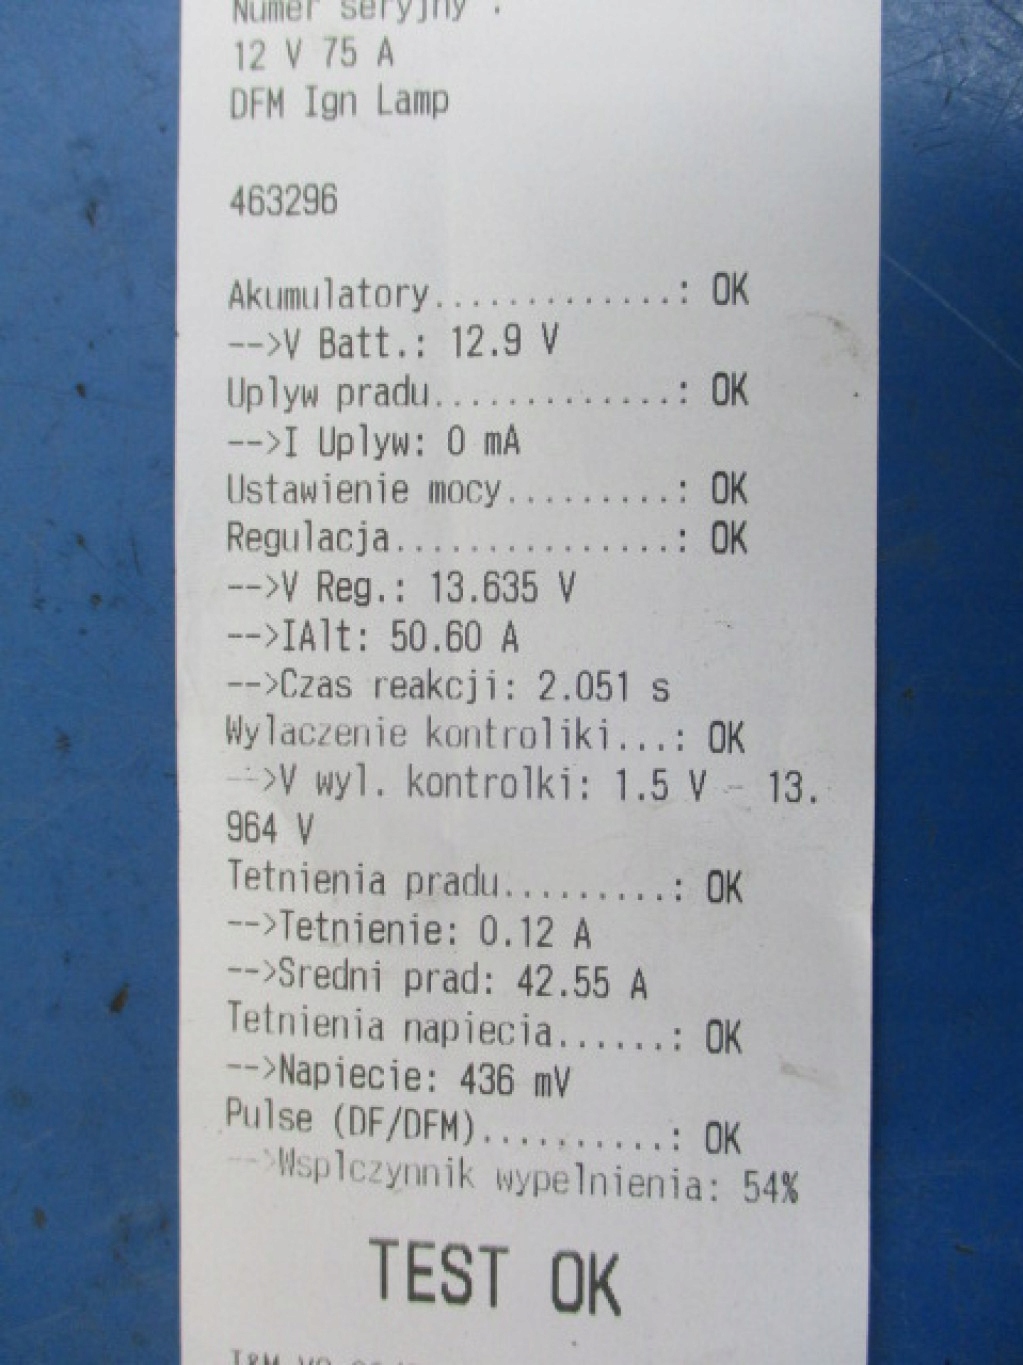 Numer seryjny :
12 V 75 A
DFM Ign Lamp
463296
Akumulatory.............: OK
-->V Batt.: 12.9 V
Uplyw pradu.............: OK
-->I Uplyw: 0 mA
Ustawienie mocy.........: OK
Regulacja...............: OK
-->V Reg.: 13.635 V
-->IAlt: 50.60 A
-->Czas reakcji: 2.051 s
Wylaczenie kontroliki...: OK
-->V wyl. kontrolki: 1.5 V - 13.
964 V
Tetnienia pradu.........: OK
-->Tetnienie: 0.12 A
-->Sredni prad: 42.55 A
Tetnienia napiecia......: OK
-->Napiecie: 436 mV
Pulse (DF/DFM)..........: OK
-->Wsplczynnik wypelnienia: 54%
TEST OK